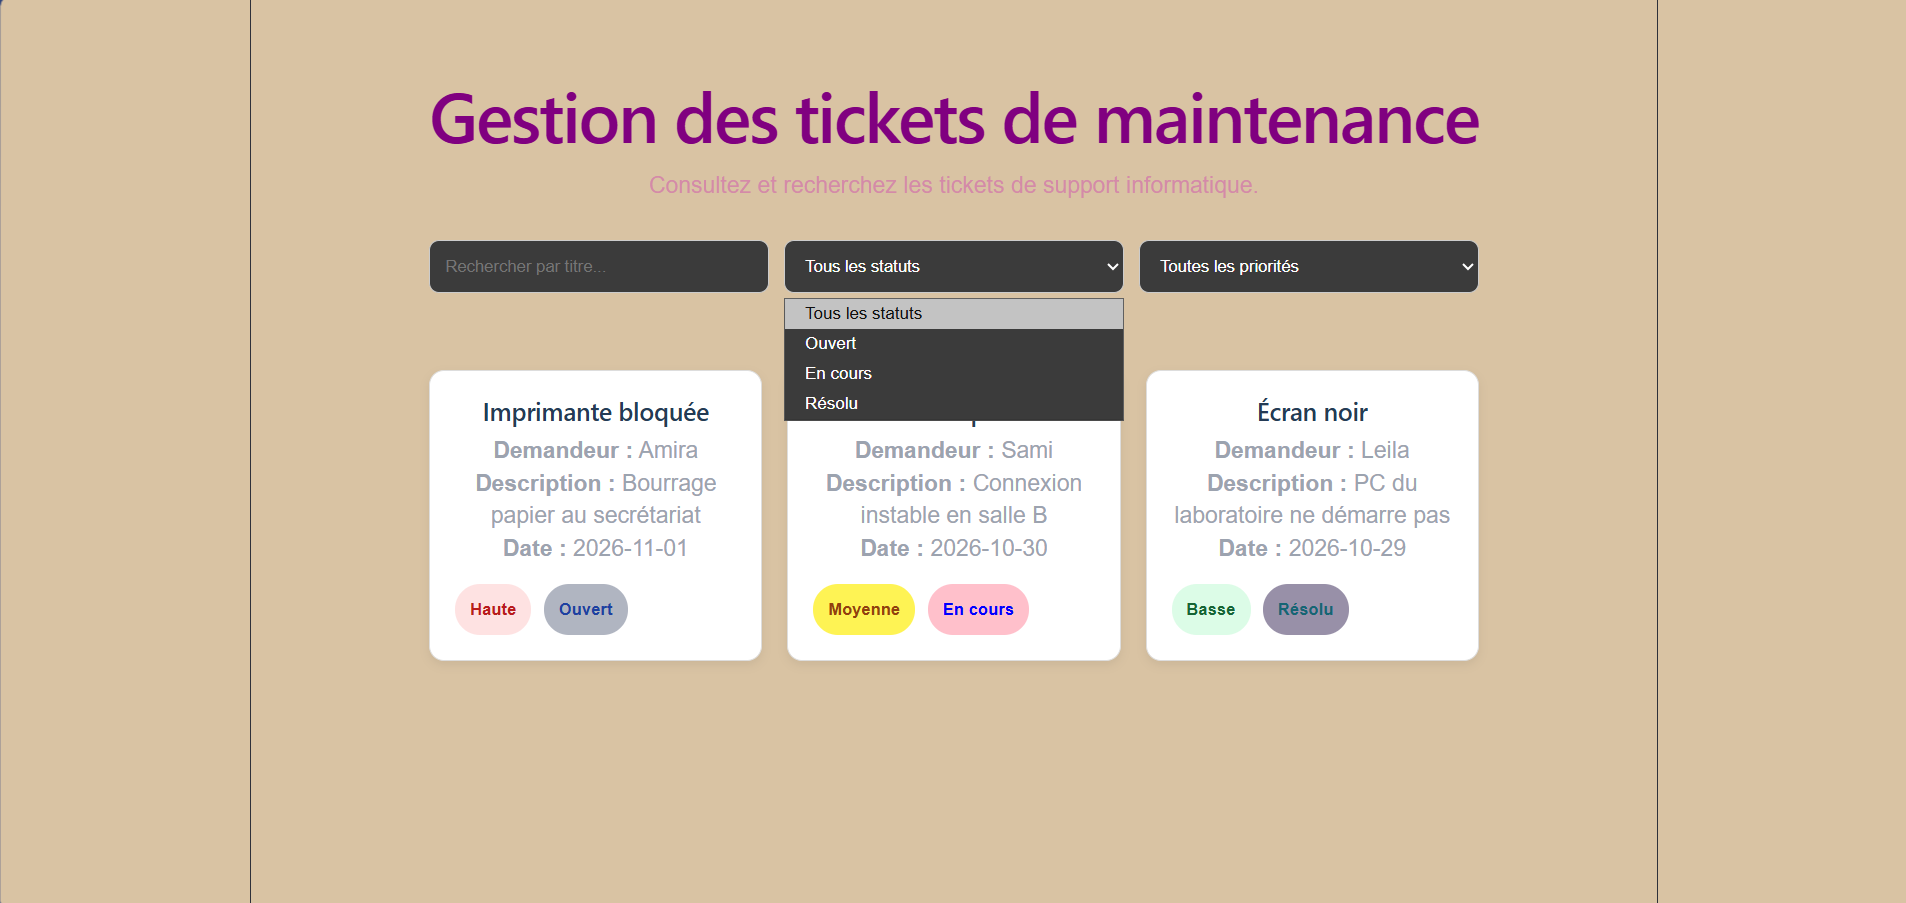 Gestion des tickets de maintenance
Consultez et recherchez les tickets de support informatique.
Rechercher par titre...
Tous les statuts
Toutes les priorités
Tous les statuts
Ouvert
En cours
Résolu
Imprimante bloquée
Demandeur : Amira
Description : Bourrage
papier au secrétariat
Date : 2026-11-01
Haute
Ouvert
Demandeur : Sami
Description : Connexion
instable en salle B
Date : 2026-10-30
Moyenne
En cours
Écran noir
Demandeur : Leila
Description : PC du
laboratoire ne démarre pas
Date : 2026-10-29
Basse
Résolu